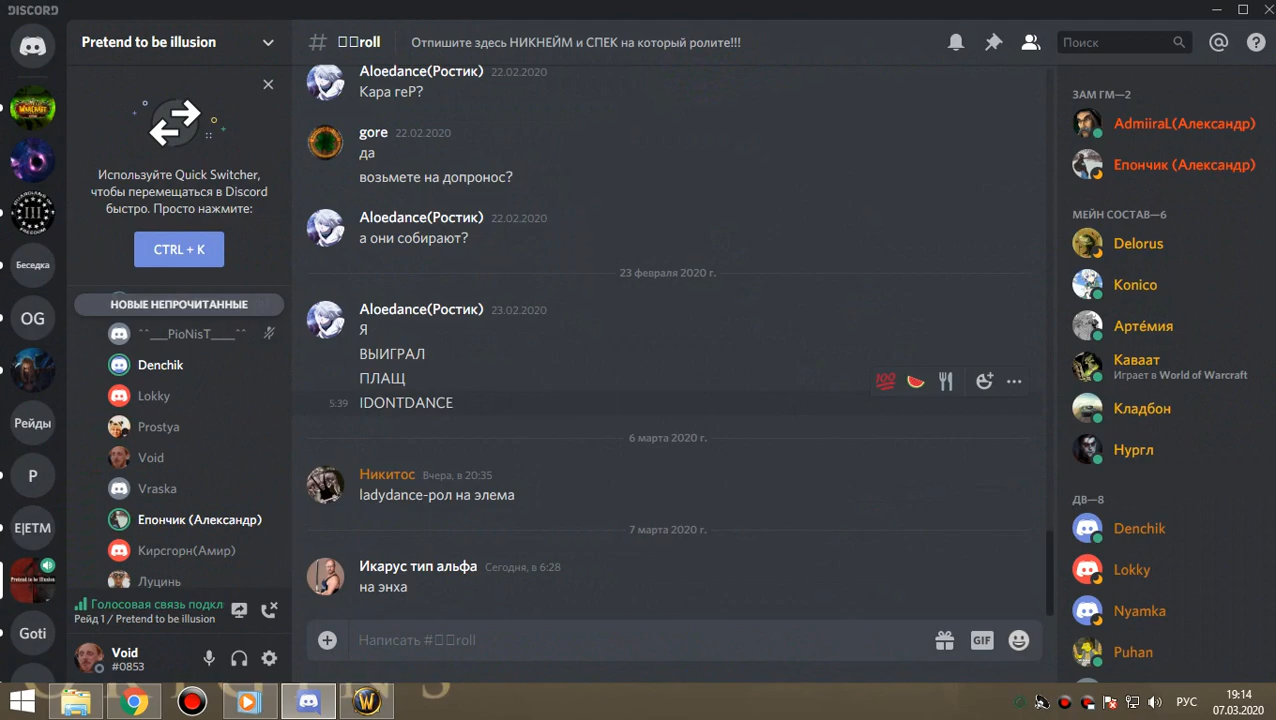 DISCORD
Pretend to be illusion
roll
Отпишите здесь НИКНЕЙМ и СПЕК на который ролите!!!
Поиск
Используйте Quick Switcher,
чтобы перемещаться в Discord
быстро. Просто нажмите:
CTRL + K
НОВЫЕ НЕПРОЧИТАННЫЕ
^^___PioNisT____^^
Denchik
Lokky
Prostya
Void
Vraska
Епончик (Александр)
Кирсгорн(Амир)
Луцинь
Голосовая связь подкл
Рейд 1 / Pretend to be illusion
Void
#0853
Беседка
OG
Рейды
P
E|ETM
Pretend to be Illusion
Goti
Aloedance(Ростик) 22.02.2020
Кара геР?
gore 22.02.2020
да
возьмете на допронос?
Aloedance(Ростик) 22.02.2020
а они собирают?
23 февраля 2020 г.
Aloedance(Ростик) 23.02.2020
Я
ВЫИГРАЛ
ПЛАЩ
5:39 IDONTDANCE
100
6 марта 2020 г.
Никитос Вчера, в 20:35
ladydance-рол на элема
7 марта 2020 г.
Икарус тип альфа Сегодня, в 6:28
на энха
Написать #roll
GIF
ЗАМ ГМ—2
AdmiiraL(Александр)
Епончик (Александр)
МЕЙН СОСТАВ—6
Delorus
Konico
Артéмия
Каваат
Играет в World of Warcraft
Кладбон
Нургл
ДВ—8
Denchik
Lokky
Nyamka
Puhan
РУС
19:14
07.03.2020